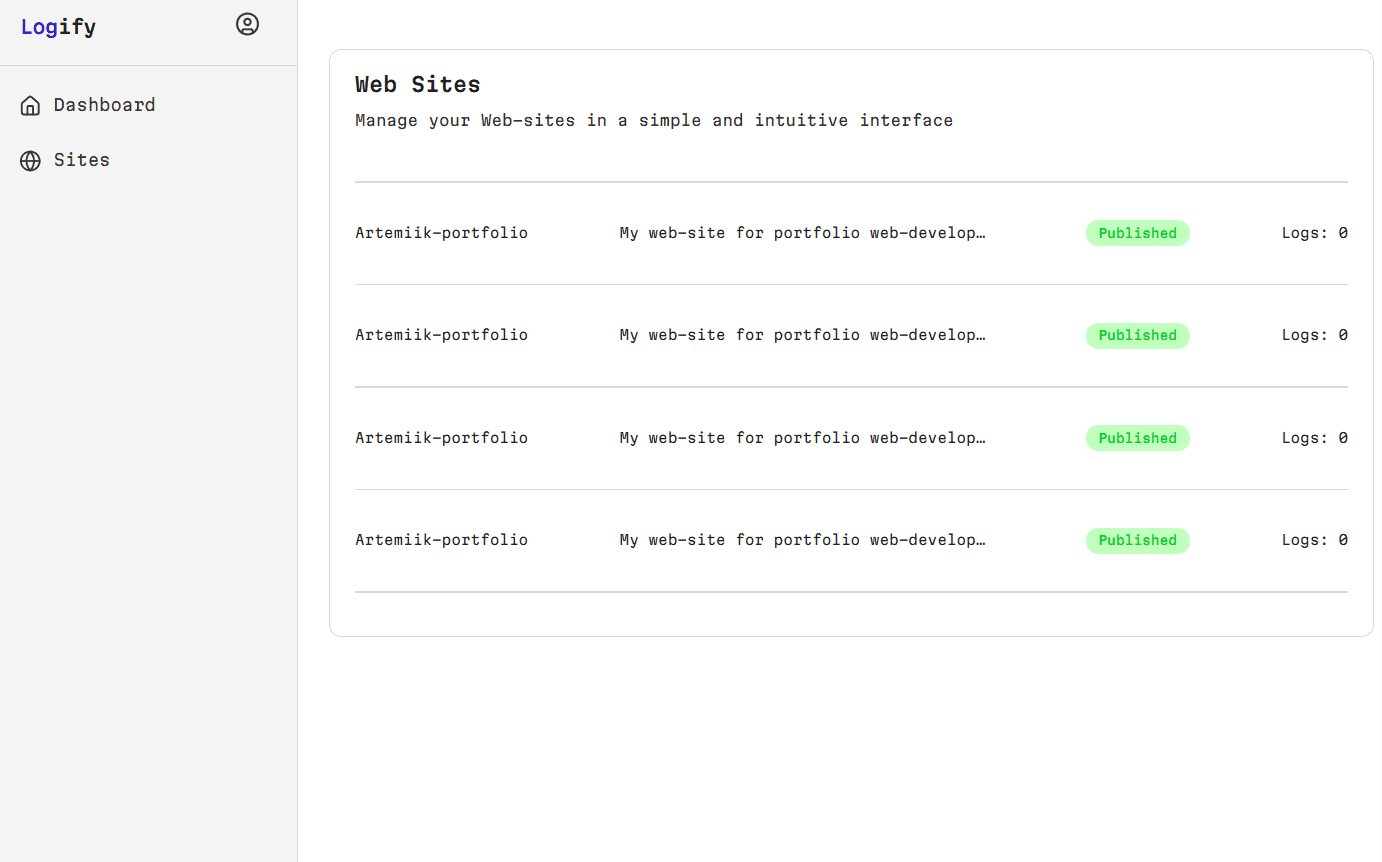 Logify
Dashboard
Sites
Web Sites
Manage your Web-sites in a simple and intuitive interface
Artemiik-portfolio My web-site for portfolio web-develop… Published Logs: 0
Artemiik-portfolio My web-site for portfolio web-develop… Published Logs: 0
Artemiik-portfolio My web-site for portfolio web-develop… Published Logs: 0
Artemiik-portfolio My web-site for portfolio web-develop… Published Logs: 0